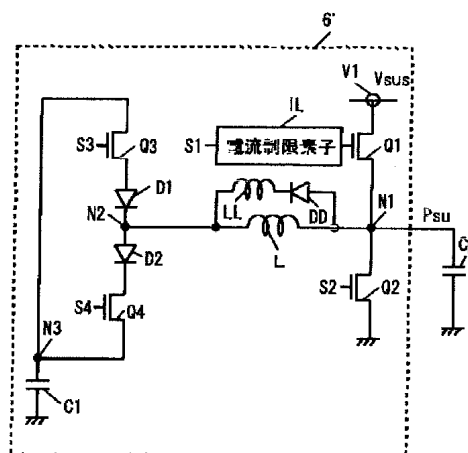 6'
V1
Vsus
IL
S1
電流制限素子
Q1
S3
Q3
D1
N2
LL
DD
N1
Psu
L
D2
S2
Q2
C
S4
Q4
N3
C1